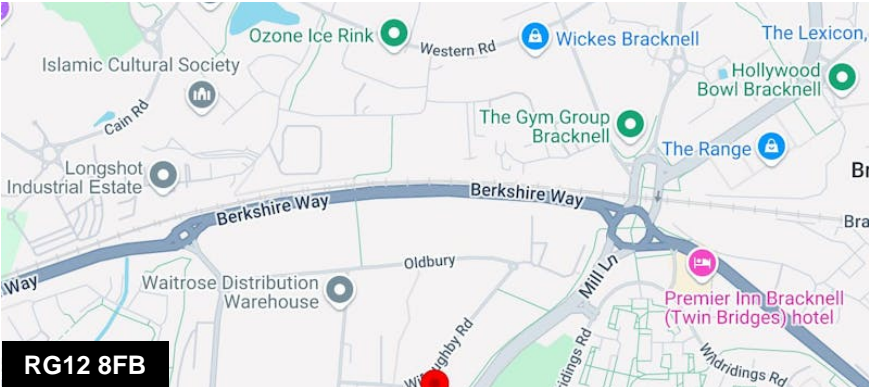 Ozone Ice Rink
Western Rd
Wickes Bracknell
The Lexicon,
Islamic Cultural Society
Hollywood
Bowl Bracknell
Cain Rd
The Gym Group
Bracknell
The Range
Longshot
Industrial Estate
Br
Berkshire Way
Berkshire Way
Bra
Way
Oldbury
Mill Ln
Waitrose Distribution
Warehouse
Premier Inn Bracknell
(Twin Bridges) hotel
Willoughby Rd
Wildridings Rd
RG12 8FB